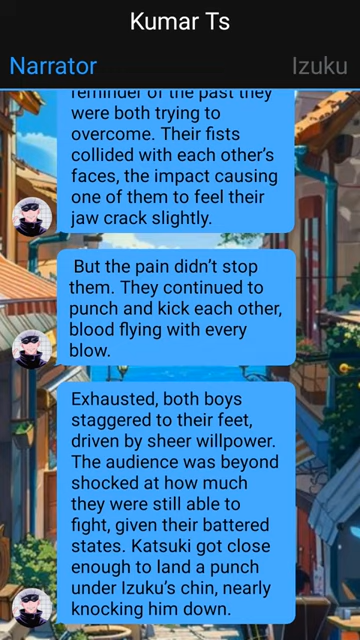 Kumar Ts
Narrator
Izuku
reminder of the past they
were both trying to
overcome. Their fists
collided with each other's
faces, the impact causing
one of them to feel their
jaw crack slightly.
But the pain didn't stop
them. They continued to
punch and kick each other,
blood flying with every
blow.
Exhausted, both boys
staggered to their feet,
driven by sheer willpower.
The audience was beyond
shocked at how much
they were still able to
fight, given their battered
states. Katsuki got close
enough to land a punch
under Izuku's chin, nearly
knocking him down.